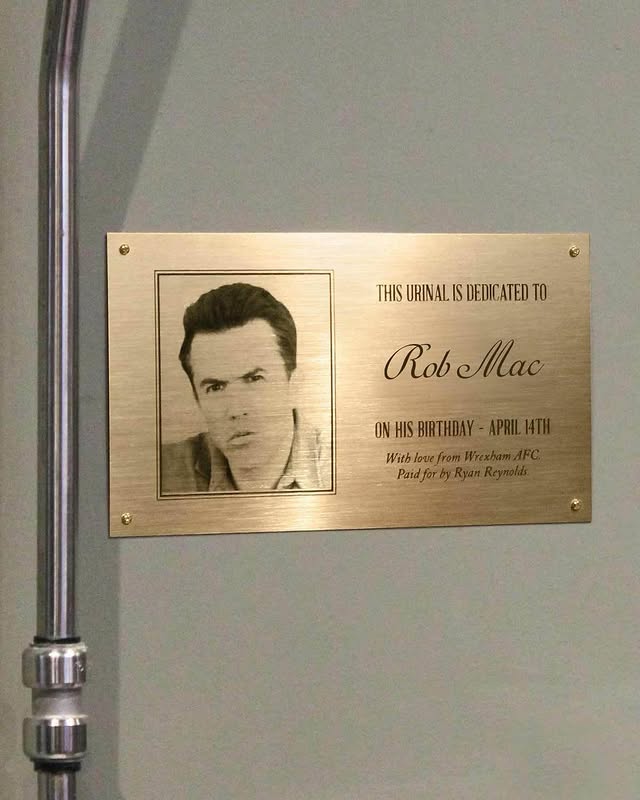 THIS URINAL IS DEDICATED TO
Rob Mac
ON HIS BIRTHDAY - APRIL 14TH
With love from Wrexham AFC.
Paid for by Ryan Reynolds.